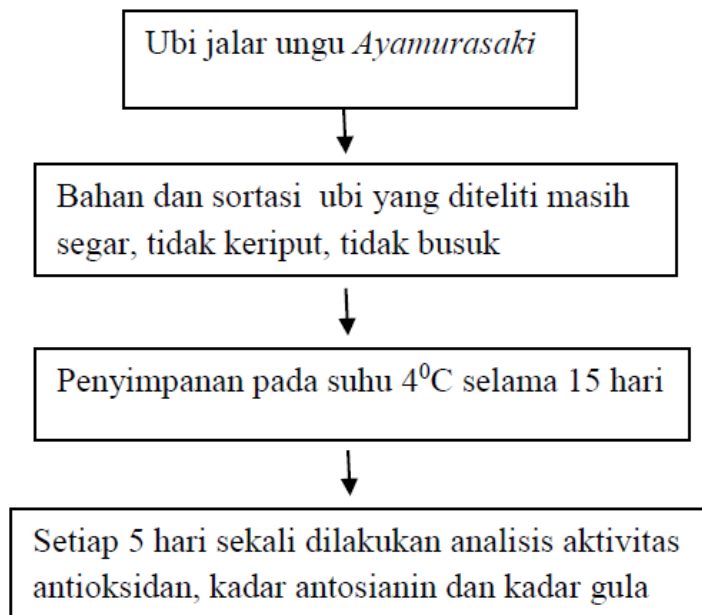 Ubi jalar ungu Ayamurasaki
Bahan dan sortasi ubi yang diteliti masih
segar, tidak keriput, tidak busuk
Penyimpanan pada suhu 4⁰C selama 15 hari
Setiap 5 hari sekali dilakukan analisis aktivitas
antioksidan, kadar antosianin dan kadar gula